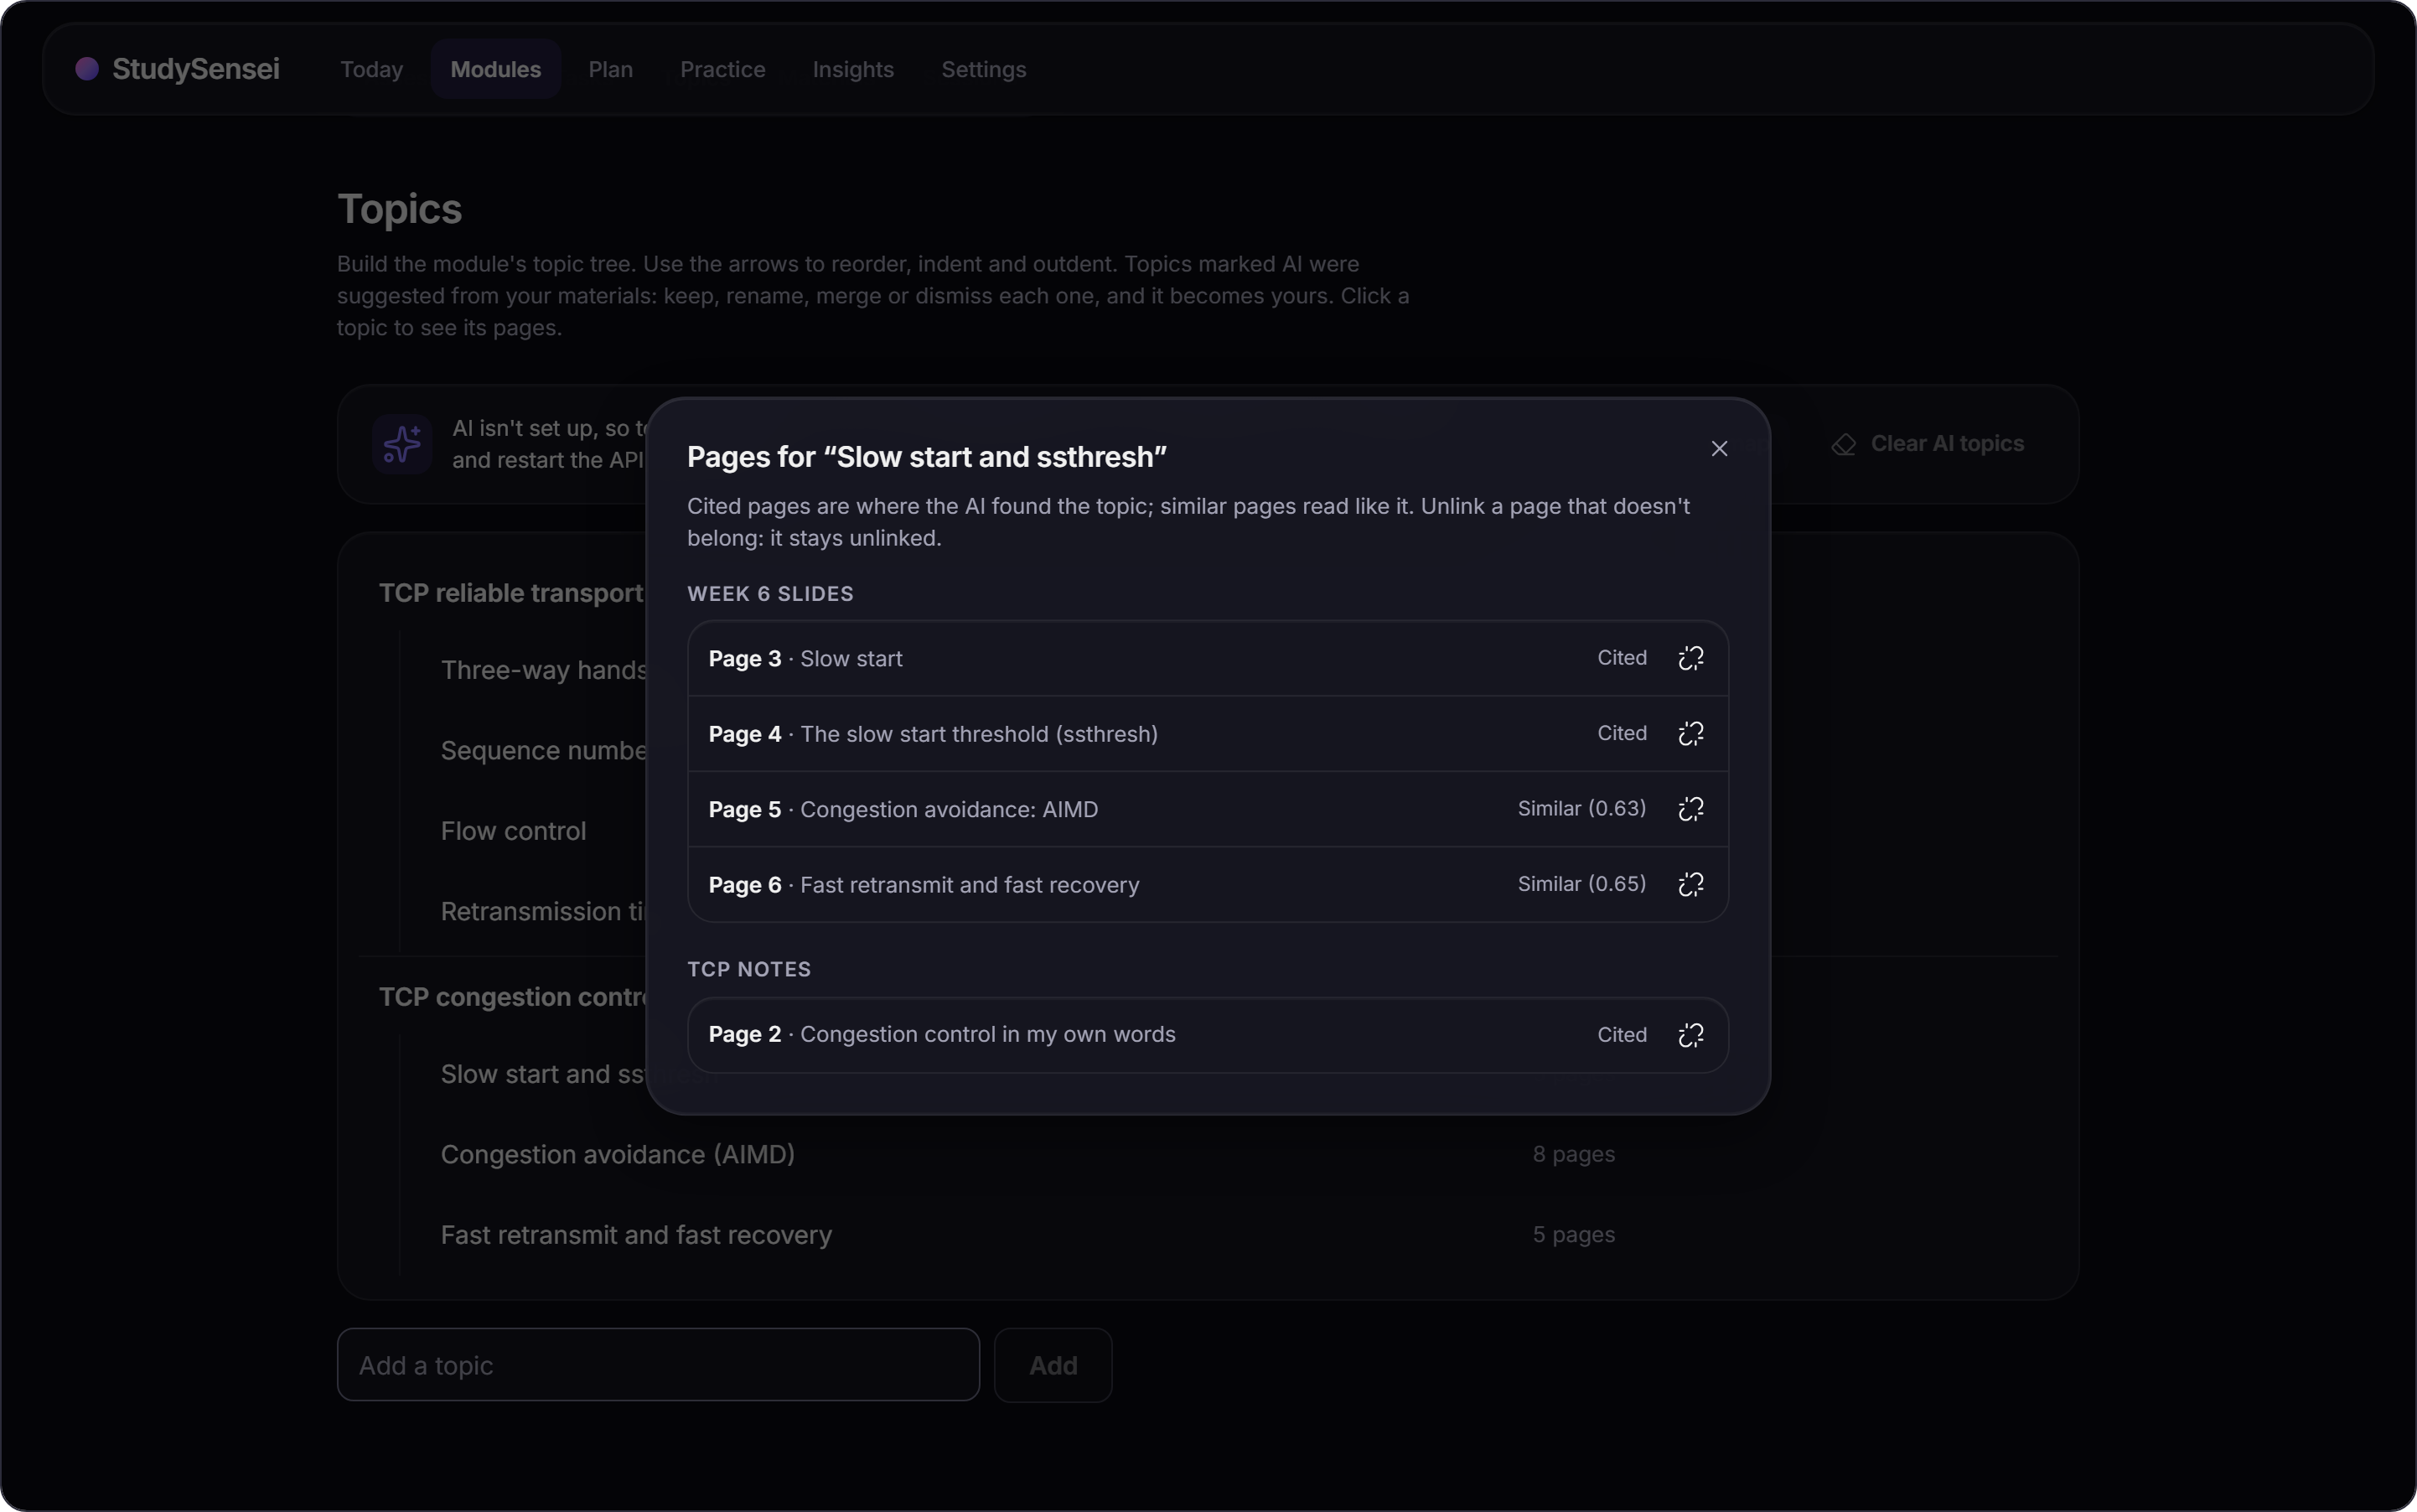 StudySensei Today Modules Plan Practice Insights Settings
Topics
Build the module's topic tree. Use the arrows to reorder, indent and outdent. Topics marked AI were
suggested from your materials: keep, rename, merge or dismiss each one, and it becomes yours. Click a
topic to see its pages.
AI isn't set up, so
and restart the API
Clear AI topics
Pages for “Slow start and ssthresh”
Cited pages are where the AI found the topic; similar pages read like it. Unlink a page that doesn't
belong: it stays unlinked.
WEEK 6 SLIDES
Page 3 · Slow start Cited
Page 4 · The slow start threshold (ssthresh) Cited
Page 5 · Congestion avoidance: AIMD Similar (0.63)
Page 6 · Fast retransmit and fast recovery Similar (0.65)
TCP NOTES
Page 2 · Congestion control in my own words Cited
TCP reliable transport
Three-way
Sequence
Flow control
Retransmission
TCP congestion
Slow start and
Congestion avoidance (AIMD) 8 pages
Fast retransmit and fast recovery 5 pages
Add a topic Add